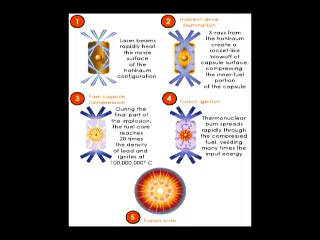 1
Laser beams
rapidly heat
the inside
surface
of the
hohlraum
configuration
2
Indirect-drive
illumination
X-rays from
the hohlraum
create a
rocket-like
blowoff of
capsule surface,
compressing
the inner-fuel
portion
of the capsule
3
Fuel capsule
compression
During the
final part of
the implosion,
the fuel core
reaches
20 times
the density
of lead and
ignites at
100,000,000° C
4
Fusion ignition
Thermonuclear
burn spreads
rapidly through
the compressed
fuel, yeilding
many times the
input energy
5
Fusion burn